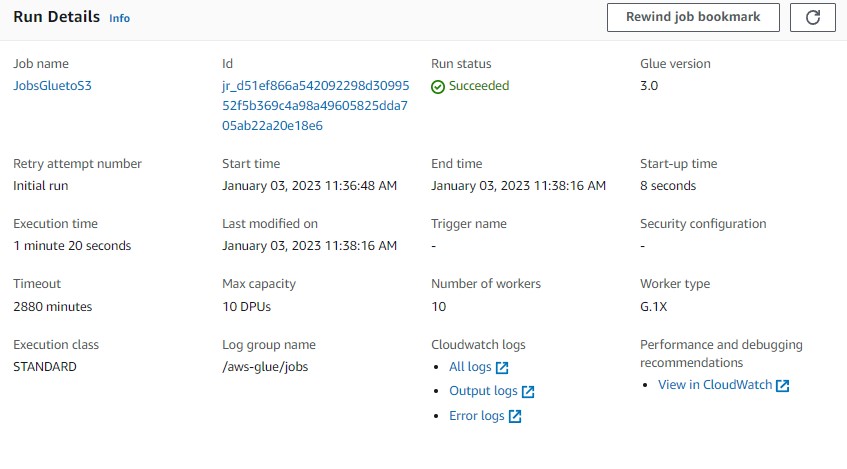 Run Details Info
Rewind job bookmark
Job name Id Run status Glue version
JobsGluetoS3 jr_d51ef866a542092298d30995 Succeeded 3.0
52f5b369c4a98a49605825dda7
05ab22a20e18e6
Retry attempt number Start time End time Start-up time
Initial run January 03, 2023 11:36:48 AM January 03, 2023 11:38:16 AM 8 seconds
Execution time Last modified on Trigger name Security configuration
1 minute 20 seconds January 03, 2023 11:38:16 AM - -
Timeout Max capacity Number of workers Worker type
2880 minutes 10 DPUs 10 G.1X
Execution class Log group name Cloudwatch logs Performance and debugging
recommendations
STANDARD /aws-glue/jobs • All logs • View in CloudWatch
• Output logs
• Error logs